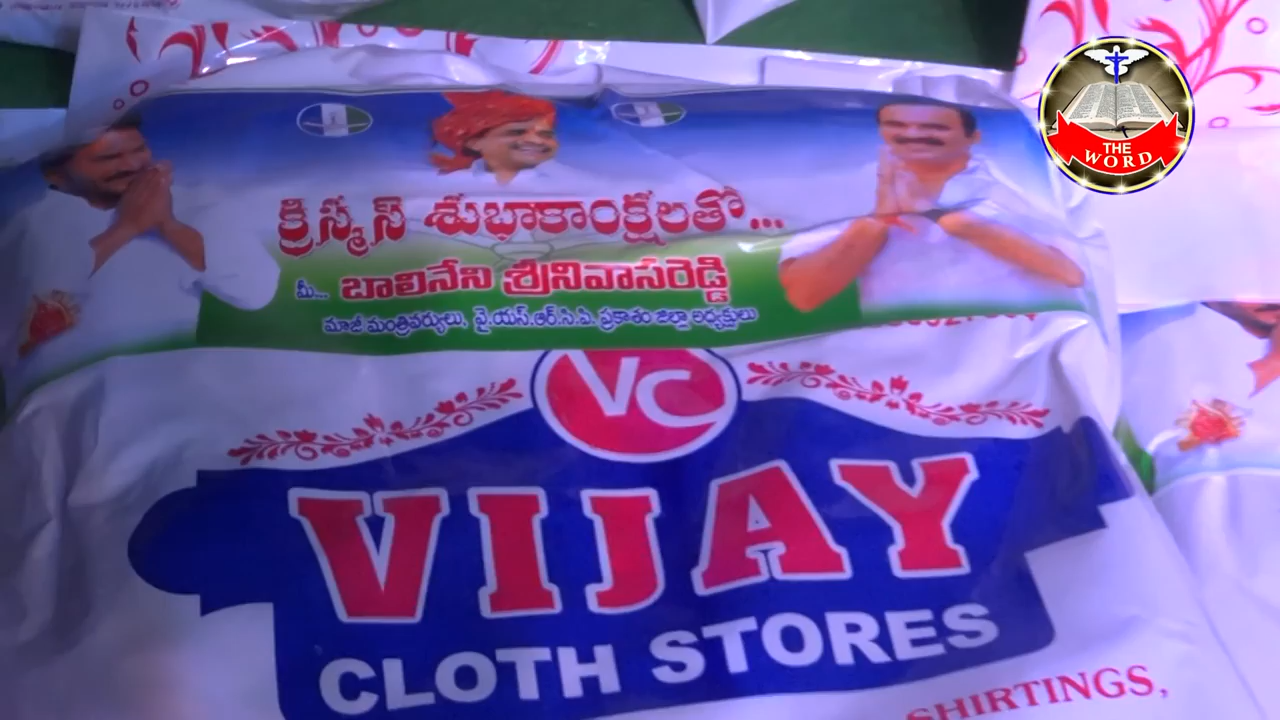 THE
WORD
క్రిస్మస్ శుభాకాంక్షలతో...
మీ... బాలినేని శ్రీనివాసరెడ్డి
మాజీ మంత్రివర్యులు, వై.యస్.ఆర్.సి.పి. ప్రకాశం జిల్లా అధ్యక్షులు
VC
VIJAY
CLOTH STORES
SHIRTINGS,